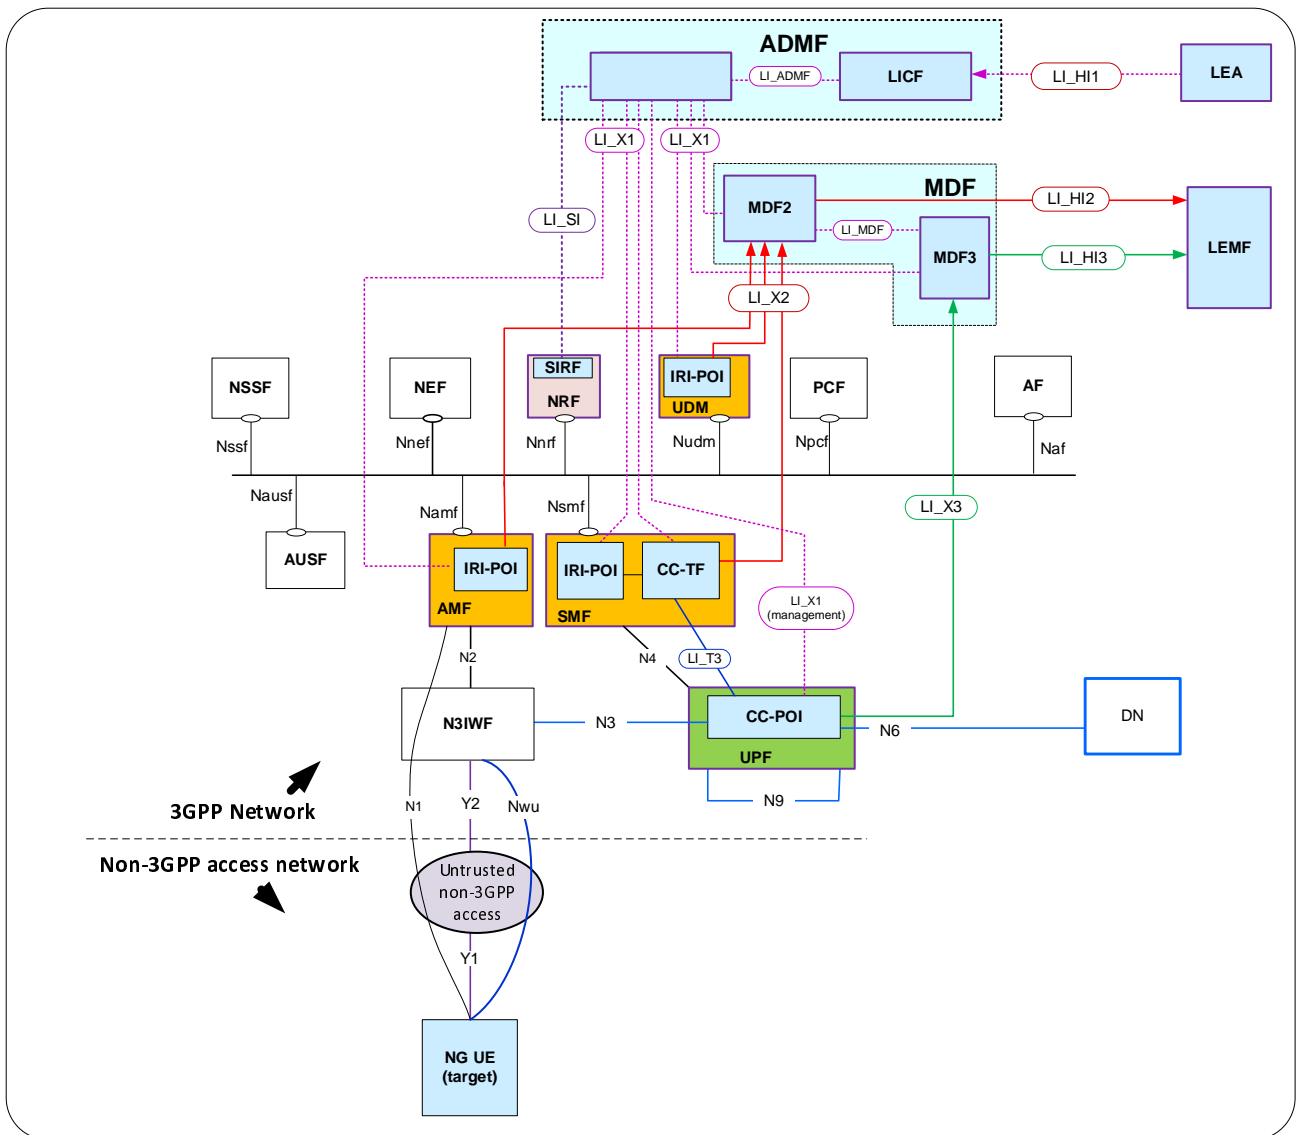 ADMF
LI_ADMF
LICF
LI_HI1
LEA
LI_X1
LI_X1
MDF
MDF2
LI_HI2
LI_SI
LI_MDF
LEMF
MDF3
LI_HI3
LI_X2
SIRF
IRI-POI
NSSF
NEF
NRF
UDM
PCF
AF
Nssf
Nnef
Nnrf
Nudm
Npcf
Naf
Nausf
Namf
Nsmf
LI_X3
AUSF
IRI-POI
IRI-POI
CC-TF
AMF
SMF
LI_X1
(management)
N2
N4
LI_T3
N3IWF
N3
CC-POI
UPF
N6
DN
N9
3GPP Network
N1
Y2
Nwu
Non-3GPP access network
Untrusted
non-3GPP
access
Y1
NG UE
(target)